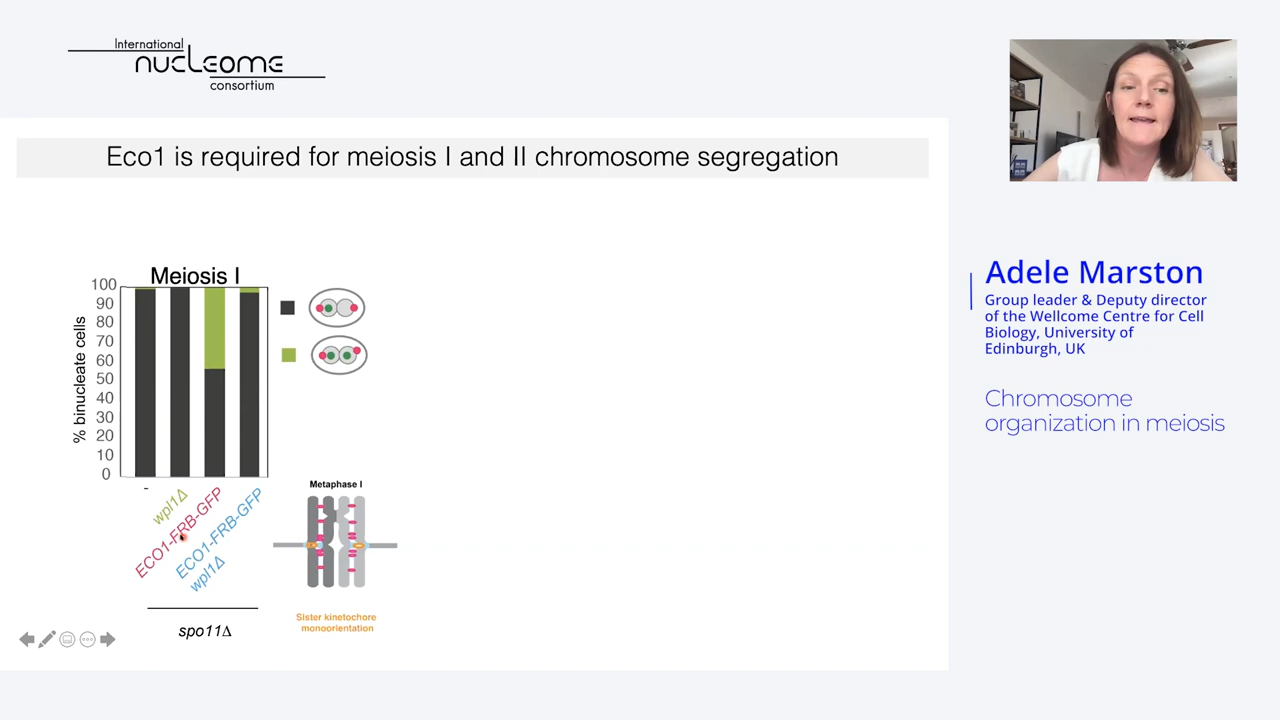 International
nucleome
consortium
Eco1 is required for meiosis I and II chromosome segregation
Meiosis I
% binucleate cells
100
90
80
70
60
50
40
30
20
10
0
-
wpl1Δ
ECO1-FRB-GFP
ECO1-FRB-GFP
wpl1Δ
spo11Δ
Metaphase I
Sister kinetochore
monoorientation
Adele Marston
Group leader & Deputy director
of the Wellcome Centre for Cell
Biology, University of
Edinburgh, UK
Chromosome
organization in meiosis